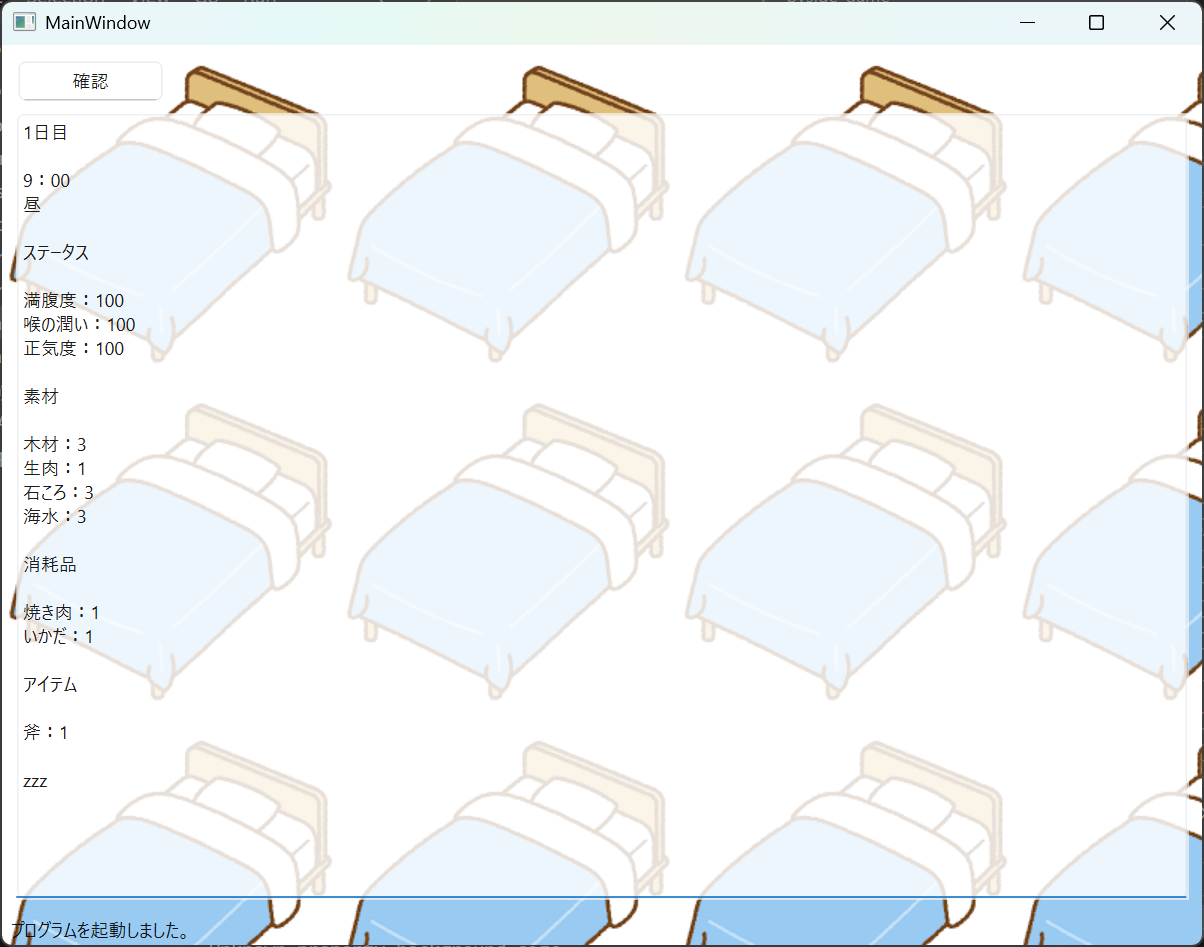 MainWindow
確認
1日目
9：00
昼
ステータス
満腹度：100
喉の潤い：100
正気度：100
素材
木材：3
生肉：1
石ころ：3
海水：3
消耗品
焼き肉：1
いかだ：1
アイテム
斧：1
zzz
プログラムを起動しました。